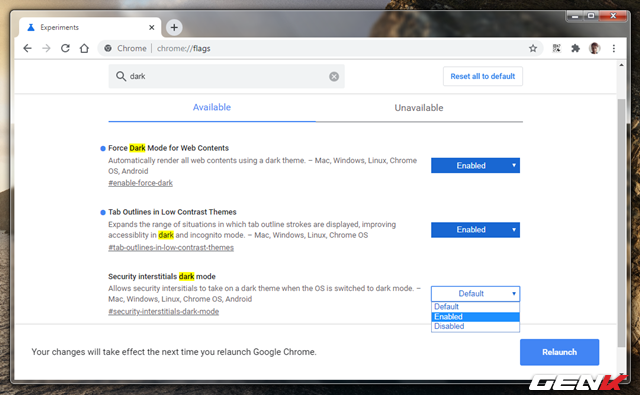 Experiments
Chrome | chrome://flags
dark
Reset all to default
Available
Unavailable
Force Dark Mode for Web Contents
Automatically render all web contents using a dark theme. – Mac, Windows, Linux, Chrome
OS, Android
#enable-force-dark
Enabled
Tab Outlines in Low Contrast Themes
Expands the range of situations in which tab outline strokes are displayed, improving
accessiblity in dark and incognito mode. – Mac, Windows, Linux, Chrome OS
#tab-outlines-in-low-contrast-themes
Enabled
Security interstitials dark mode
Allows security intersitials to take on a dark theme when the OS is switched to dark mode. –
Mac, Windows, Linux, Chrome OS, Android
#security-interstitials-dark-mode
Default
Default
Enabled
Disabled
Your changes will take effect the next time you relaunch Google Chrome.
Relaunch
GENK